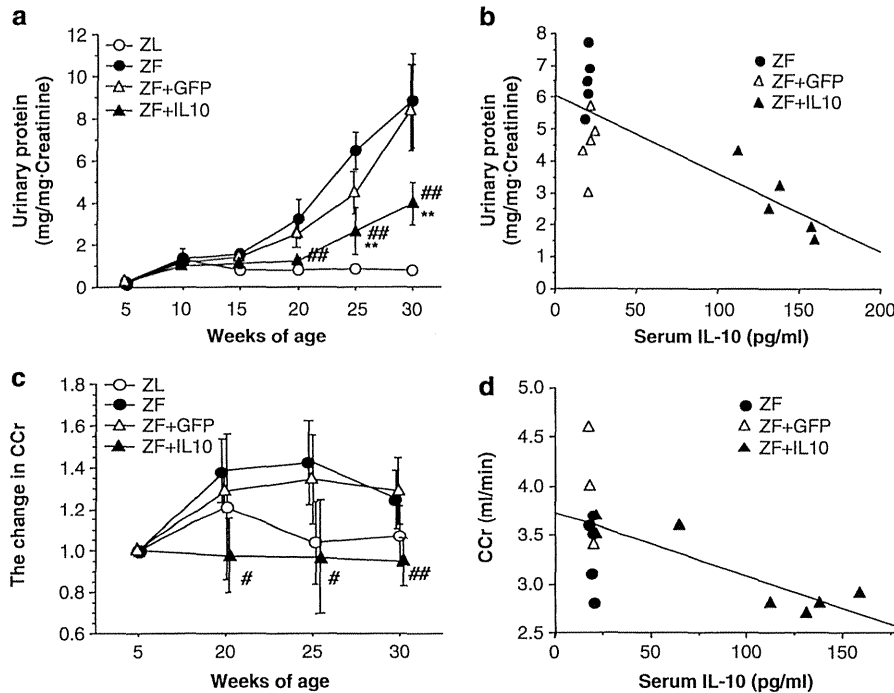 a
Urinary protein
(mg/mg·Creatinine)
12
10
8
6
4
2
0
ZL
ZF
ZF+GFP
ZF+IL10
##
**
##
**
##
5
10
15
20
25
30
Weeks of age
b
Urinary protein
(mg/mg·Creatinine)
8
7
6
5
4
3
2
1
0
ZF
ZF+GFP
ZF+IL10
0
50
100
150
200
Serum IL-10 (pg/ml)
c
The change in CCr
1.8
1.6
1.4
1.2
1.0
0.8
0.6
ZL
ZF
ZF+GFP
ZF+IL10
#
#
##
5
20
25
30
Weeks of age
d
CCr (ml/min)
5.0
4.5
4.0
3.5
3.0
2.5
ZF
ZF+GFP
ZF+IL10
0
50
100
150
Serum IL-10 (pg/ml)